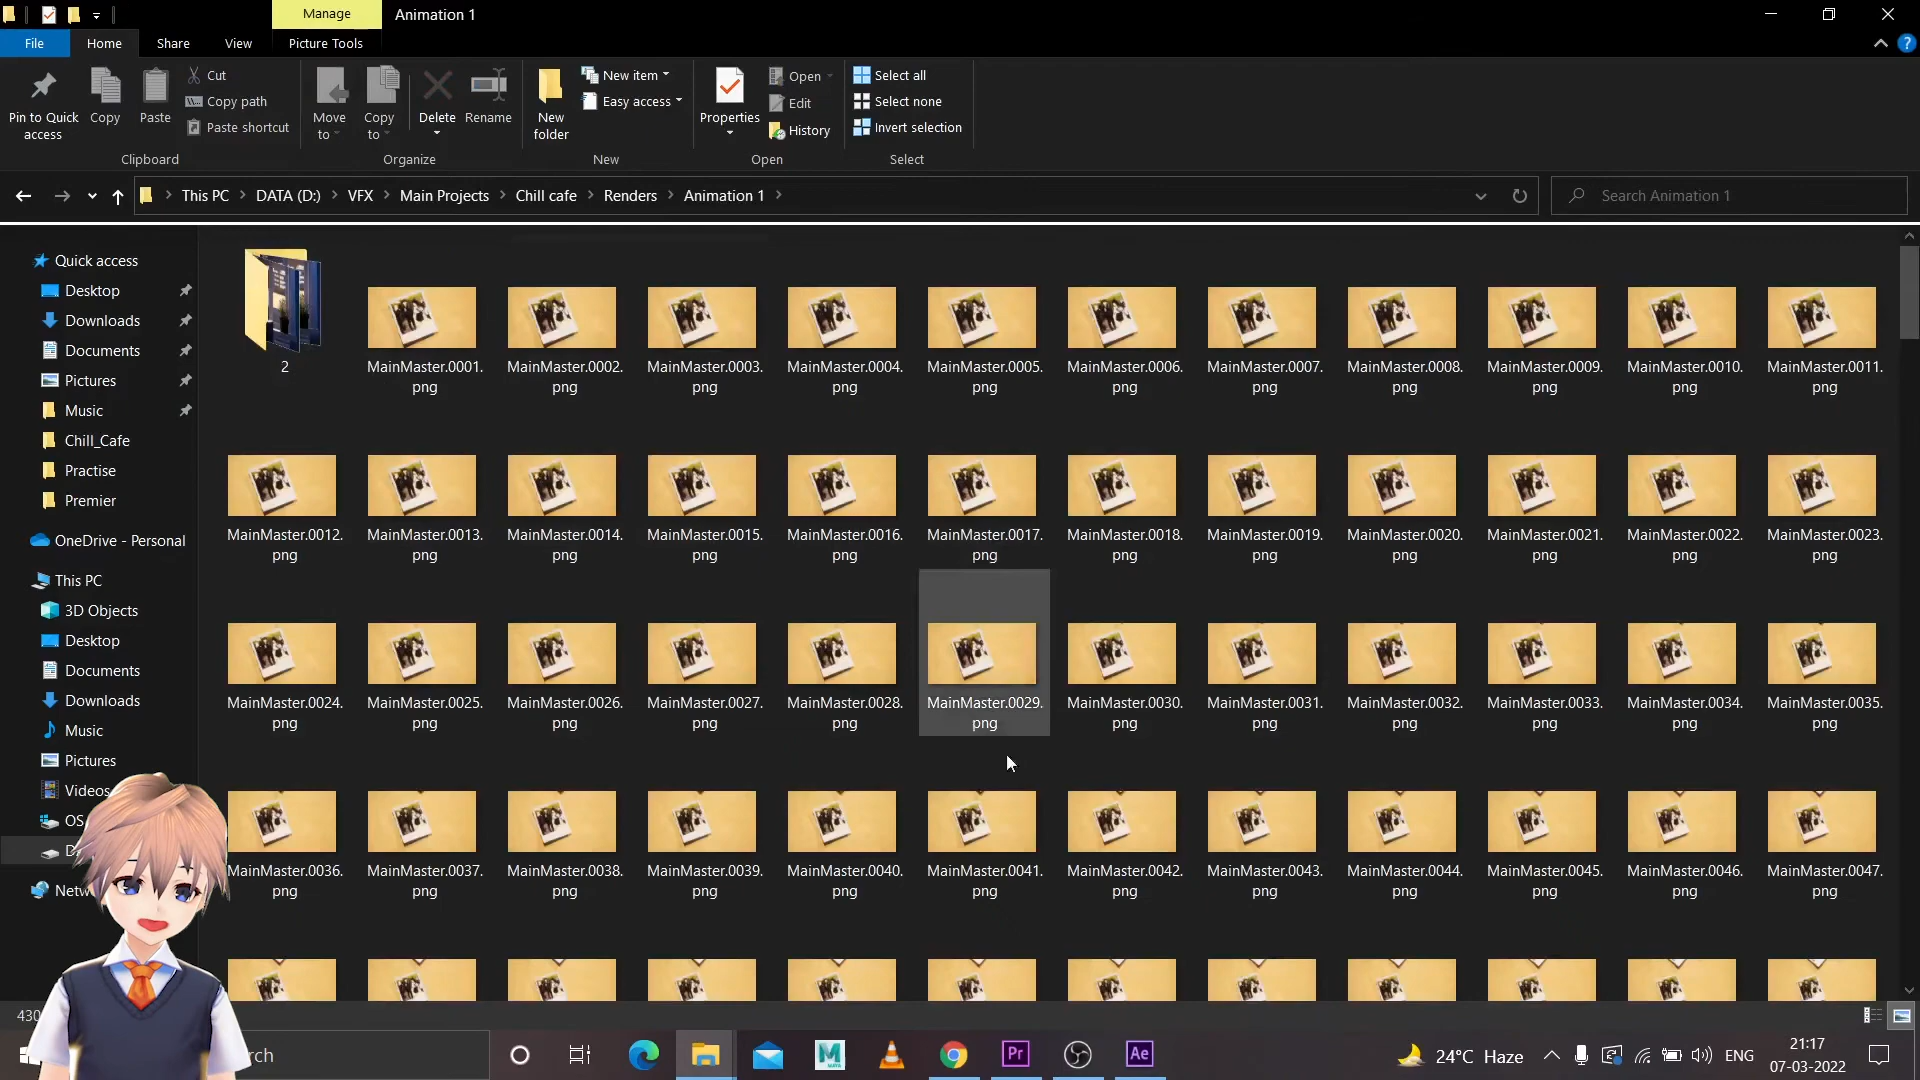 Manage
Animation 1
File
Home
Share
View
Picture Tools
Pin to Quick
access
Copy
Paste
Cut
Copy path
Paste shortcut
Move
to
Copy
to
Delete
Rename
New
folder
New item
Easy access
Properties
Open
Edit
History
Select all
Select none
Invert selection
Clipboard
Organize
New
Open
Select
This PC
DATA (D:)
VFX
Main Projects
Chill cafe
Renders
Animation 1
Search Animation 1
Quick access
Desktop
Downloads
Documents
Pictures
Music
Chill_Cafe
Practise
Premier
OneDrive - Personal
This PC
3D Objects
Desktop
Documents
Downloads
Music
Pictures
Videos
OS
D
Netw
2
MainMaster.0001.
png
MainMaster.0002.
png
MainMaster.0003.
png
MainMaster.0004.
png
MainMaster.0005.
png
MainMaster.0006.
png
MainMaster.0007.
png
MainMaster.0008.
png
MainMaster.0009.
png
MainMaster.0010.
png
MainMaster.0011.
png
MainMaster.0012.
png
MainMaster.0013.
png
MainMaster.0014.
png
MainMaster.0015.
png
MainMaster.0016.
png
MainMaster.0017.
png
MainMaster.0018.
png
MainMaster.0019.
png
MainMaster.0020.
png
MainMaster.0021.
png
MainMaster.0022.
png
MainMaster.0023.
png
MainMaster.0024.
png
MainMaster.0025.
png
MainMaster.0026.
png
MainMaster.0027.
png
MainMaster.0028.
png
MainMaster.0029.
png
MainMaster.0030.
png
MainMaster.0031.
png
MainMaster.0032.
png
MainMaster.0033.
png
MainMaster.0034.
png
MainMaster.0035.
png
MainMaster.0036.
png
MainMaster.0037.
png
MainMaster.0038.
png
MainMaster.0039.
png
MainMaster.0040.
png
MainMaster.0041.
png
MainMaster.0042.
png
MainMaster.0043.
png
MainMaster.0044.
png
MainMaster.0045.
png
MainMaster.0046.
png
MainMaster.0047.
png
430
rch
M
Pr
Ae
24°C Haze
ENG
21:17
07-03-2022